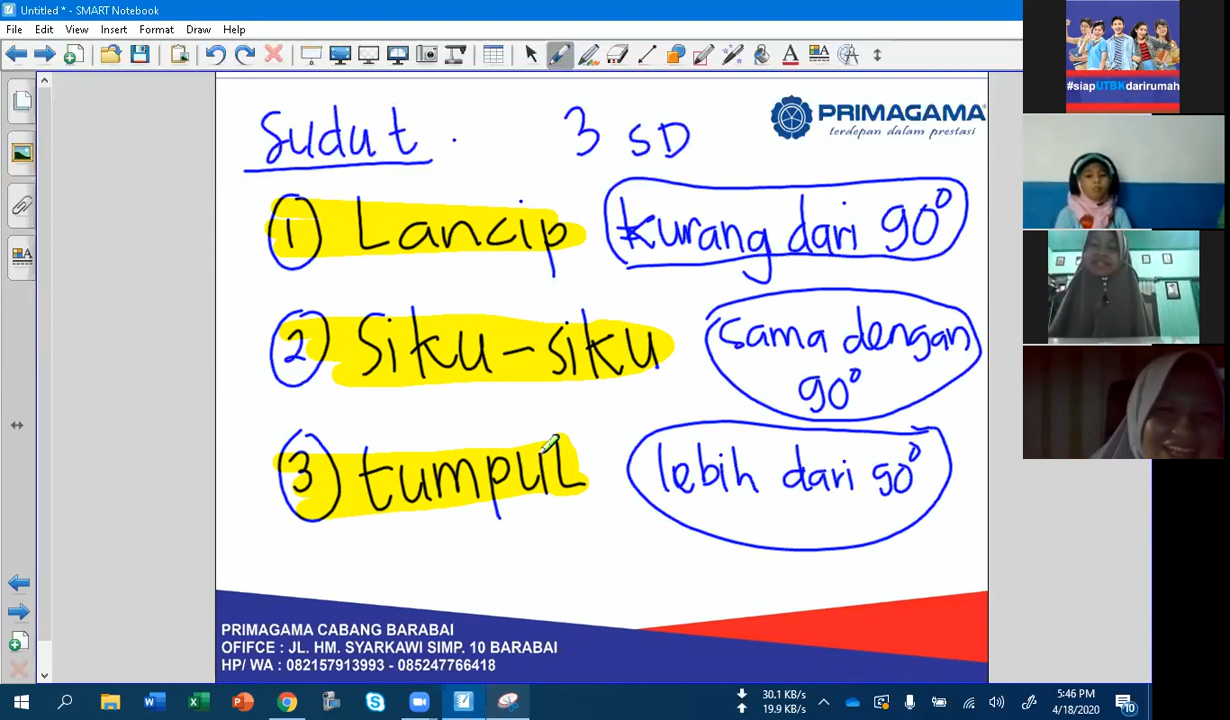 Untitled * - SMART Notebook
File Edit View Insert Format Draw Help
#siapUTBKdarirumah
PRIMAGAMA
terdepan dalam prestasi
Sudut . 3 SD
1 Lancip kurang dari 90°
2 Siku-siku sama dengan
90°
3 tumpul lebih dari 90°
PRIMAGAMA CABANG BARABAI
OFIFCE : JL. HM. SYARKAWI SIMP. 10 BARABAI
HP/ WA : 082157913993 - 085247766418
30.1 KB/s
19.9 KB/s
5:46 PM
4/18/2020
10